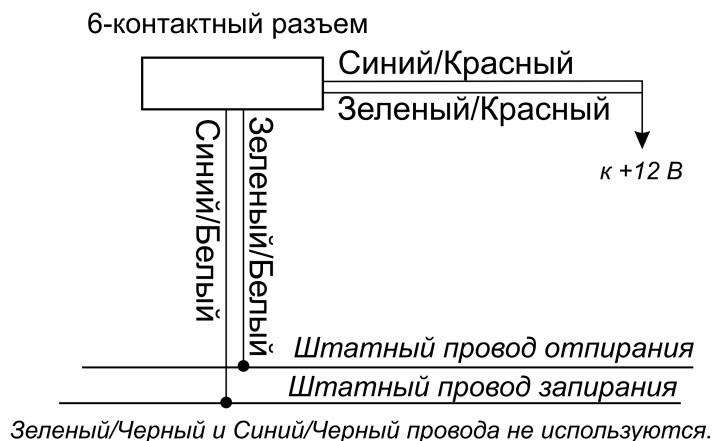 6-контактный разъем
Синий/Красный
Зеленый/Красный
к +12 В
Синий/Белый
Зеленый/Белый
Штатный провод отпирания
Штатный провод запирания
Зеленый/Черный и Синий/Черный провода не используются.